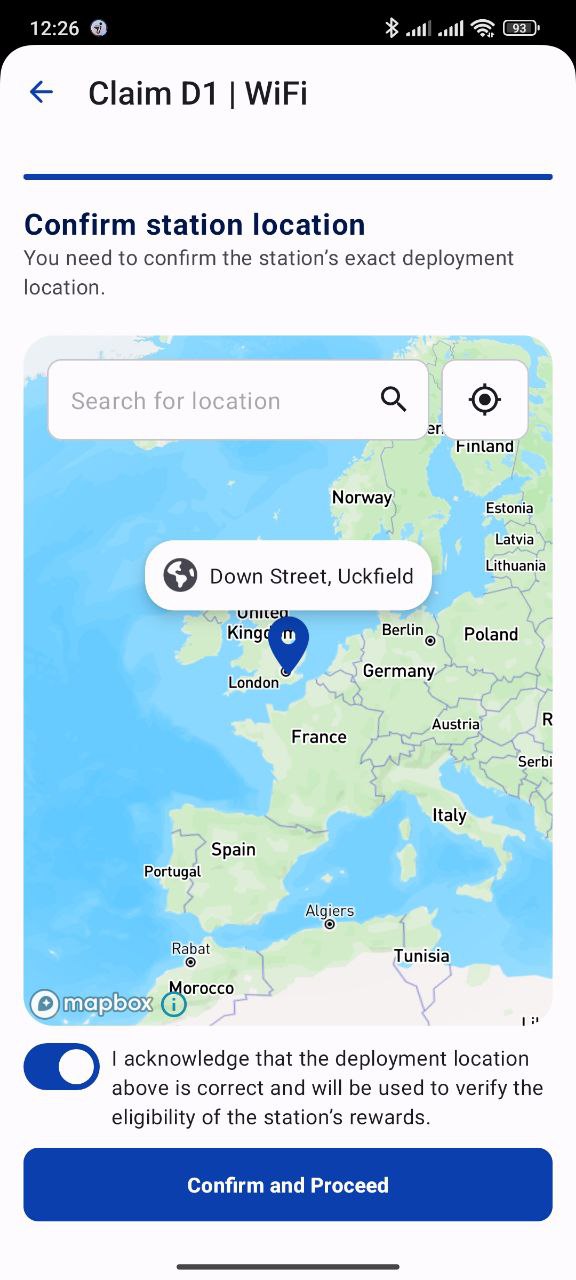 12:26
93
Claim D1 | WiFi
Confirm station location
You need to confirm the station's exact deployment
location.
Search for location
Finland
Norway
Estonia
Latvia
Lithuania
Down Street, Uckfield
United
Kingdom
Berlin
Poland
London
Germany
France
Austria
Serbi
Italy
Spain
Portugal
Algiers
Rabat
Tunisia
Morocco
mapbox
I acknowledge that the deployment location
above is correct and will be used to verify the
eligibility of the station's rewards.
Confirm and Proceed